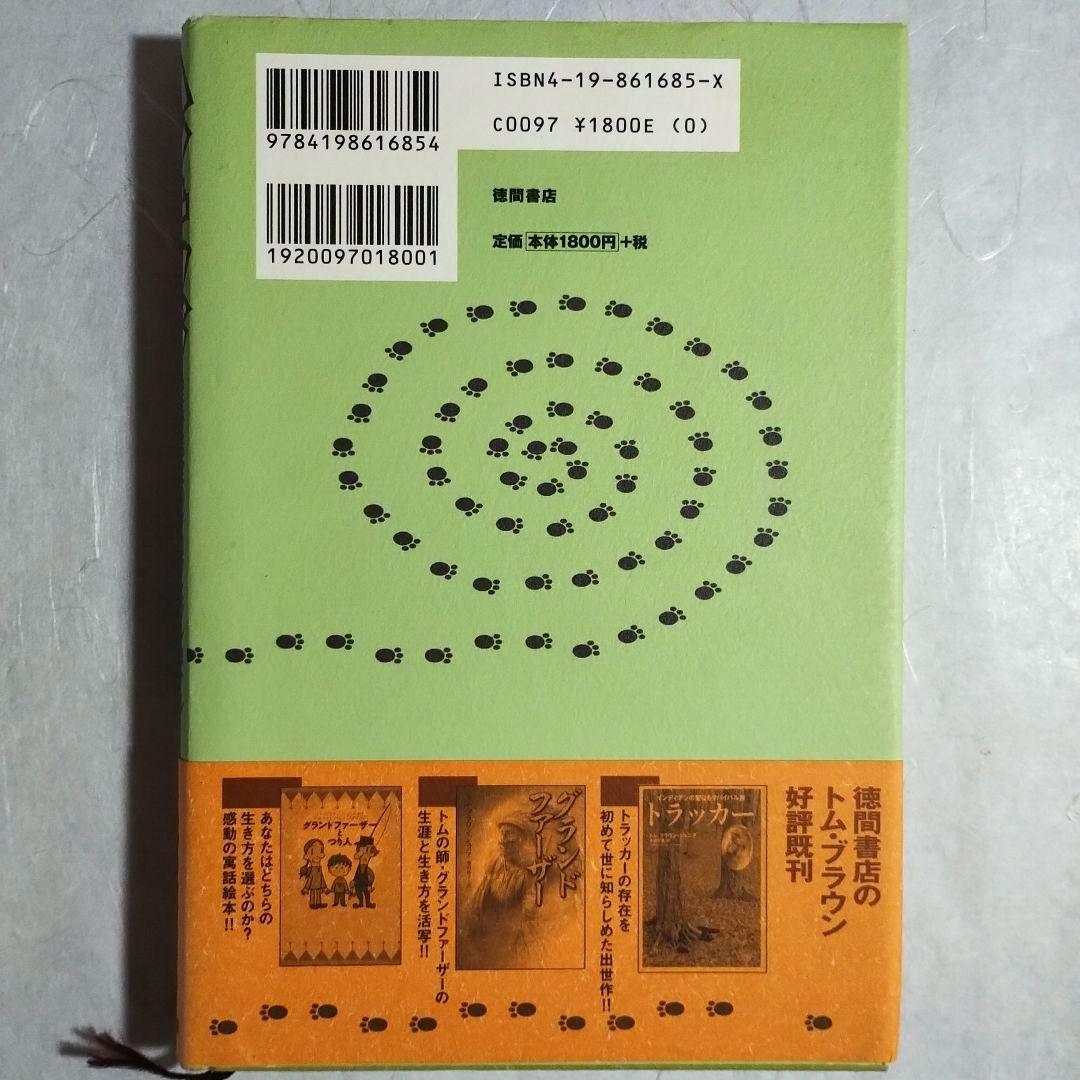 ISBN4-19-861685-X
C0097 ¥1800E (0)
9784198616854
1920097018001
徳間書店
定価 本体1800円 +税
徳間書店の
トム・ブラウン
好評既刊
トラッカー
トラッカーの存在を
初めて世に知らしめた出世作!!
グランド
ファーザー
トムの師・グランドファーザーの
生涯と生き方を活写!!
グランドファーザー
と
つり人
あなたはどちらの
生き方を選ぶのか?
感動の寓話絵本!!